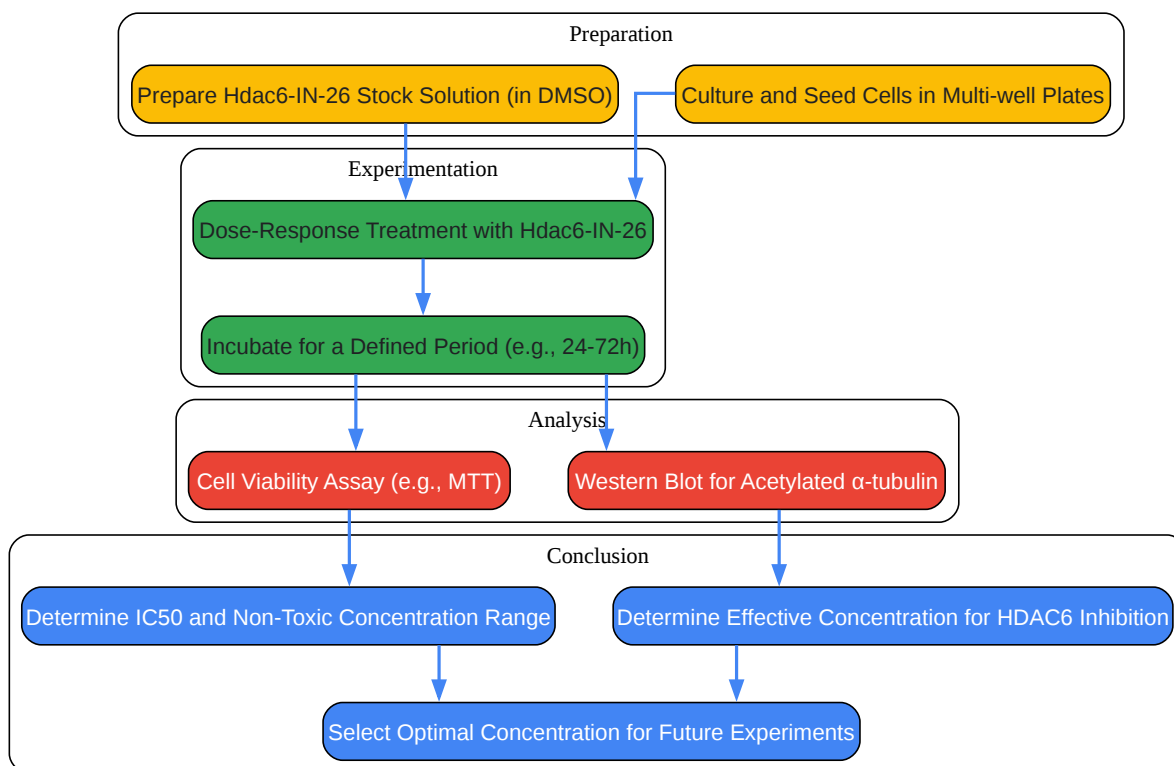 Preparation
Prepare Hdac6-IN-26 Stock Solution (in DMSO)
Culture and Seed Cells in Multi-well Plates
Experimentation
Dose-Response Treatment with Hdac6-IN-26
Incubate for a Defined Period (e.g., 24-72h)
Analysis
Cell Viability Assay (e.g., MTT)
Western Blot for Acetylated α-tubulin
Conclusion
Determine IC50 and Non-Toxic Concentration Range
Determine Effective Concentration for HDAC6 Inhibition
Select Optimal Concentration for Future Experiments